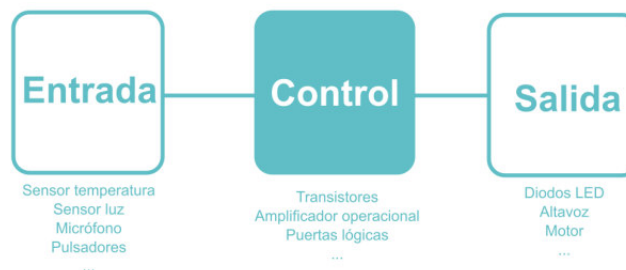 Entrada
Control
Salida
Sensor temperatura
Sensor luz
Micrófono
Pulsadores
...
Transistores
Amplificador operacional
Puertas lógicas
...
Diodos LED
Altavoz
Motor
...